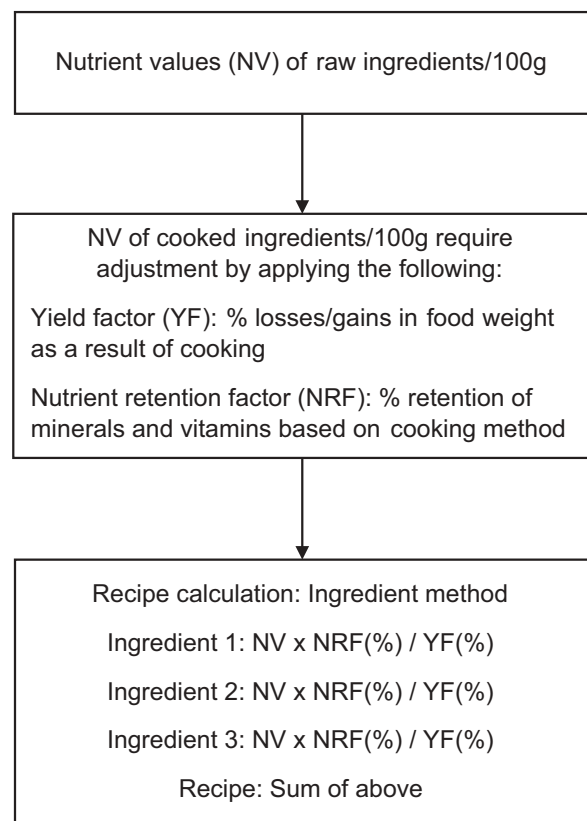 Nutrient values (NV) of raw ingredients/100g
NV of cooked ingredients/100g require
adjustment by applying the following:
Yield factor (YF): % losses/gains in food weight
as a result of cooking
Nutrient retention factor (NRF): % retention of
minerals and vitamins based on cooking method
Recipe calculation: Ingredient method
Ingredient 1: NV x NRF(%) / YF(%)
Ingredient 2: NV x NRF(%) / YF(%)
Ingredient 3: NV x NRF(%) / YF(%)
Recipe: Sum of above